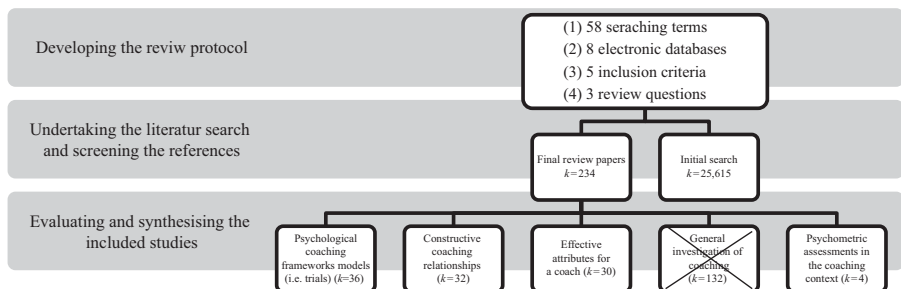 Developing the reviw protocol
(1) 58 seraching terms
(2) 8 electronic databases
(3) 5 inclusion criteria
(4) 3 review questions
Undertaking the literatur search
and screening the references
Final review papers
k=234
Initial search
k=25,615
Evaluating and synthesising the
included studies
Psychological
coaching
frameworks models
(i.e. trials) (k=36)
Constructive
coaching
relationships
(k=32)
Effective
attributes for
a coach (k=30)
General
investigation of
coaching
(k=132)
Psychometric
assessments in
the coaching
context (k=4)